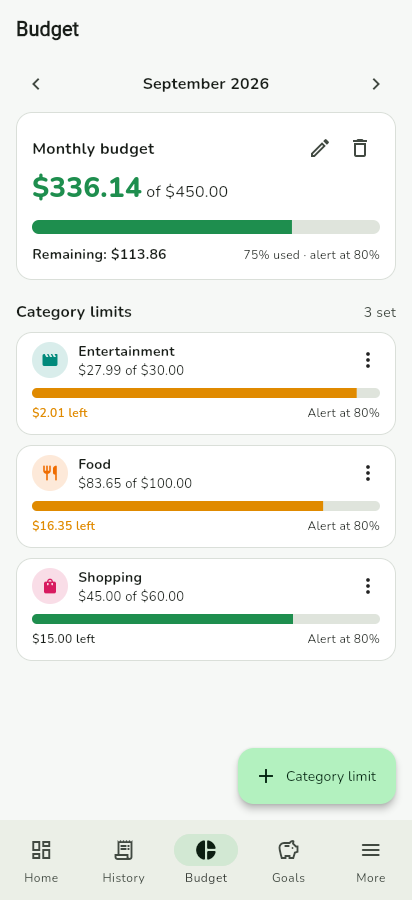 Budget
September 2026
Monthly budget
$336.14 of $450.00
Remaining: $113.86
75% used · alert at 80%
Category limits
3 set
Entertainment
$27.99 of $30.00
$2.01 left
Alert at 80%
Food
$83.65 of $100.00
$16.35 left
Alert at 80%
Shopping
$45.00 of $60.00
$15.00 left
Alert at 80%
Category limit
Home
History
Budget
Goals
More